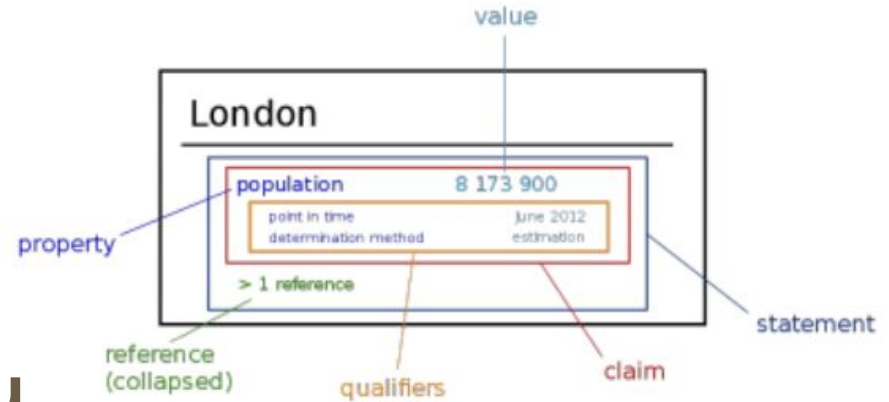 value
London
population 8 173 900
point in time June 2012
determination method estimation
property
> 1 reference
statement
reference
(collapsed)
claim
qualifiers